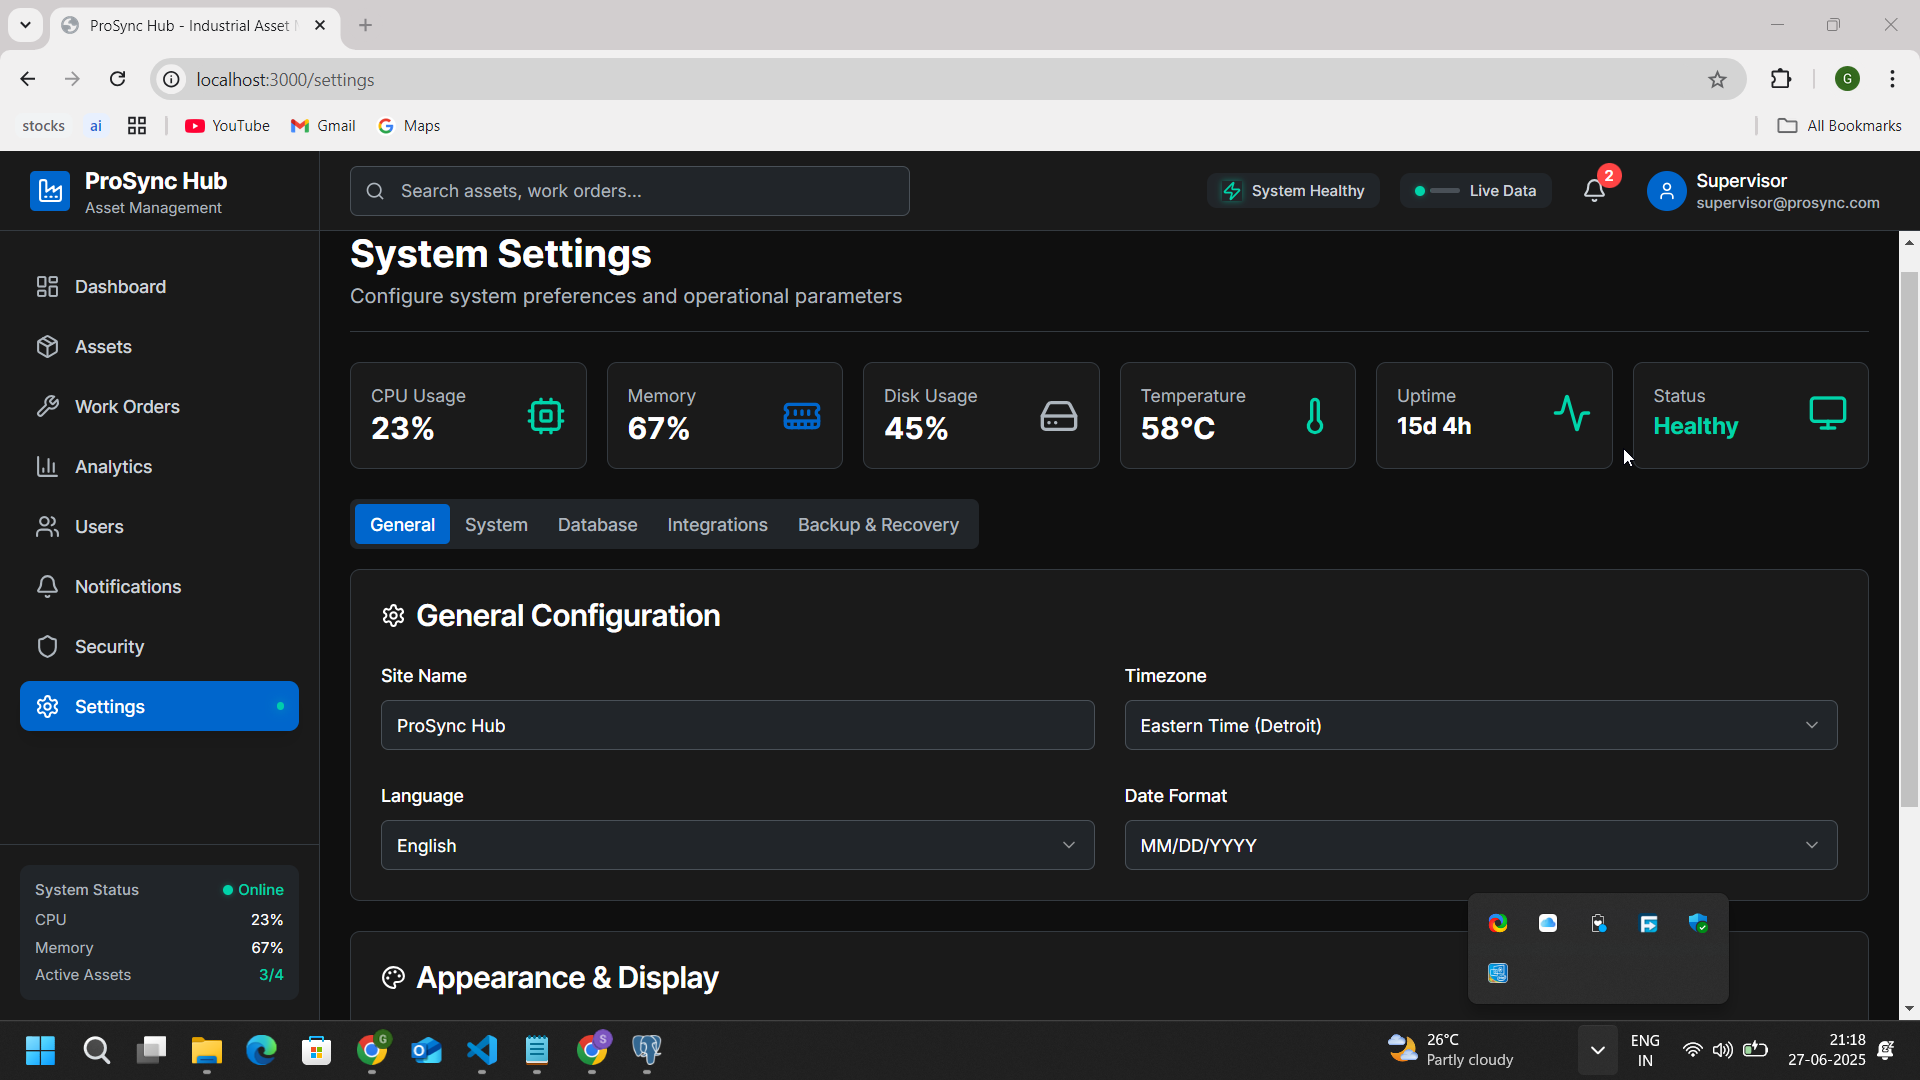 ProSync Hub - Industrial Asset
localhost:3000/settings
stocks ai YouTube Gmail Maps All Bookmarks
ProSync Hub
Asset Management
Search assets, work orders...
System Healthy
Live Data
2
Supervisor
supervisor@prosync.com
G
Dashboard
Assets
Work Orders
Analytics
Users
Notifications
Security
Settings
System Status Online
CPU 23%
Memory 67%
Active Assets 3/4
System Settings
Configure system preferences and operational parameters
CPU Usage
23%
Memory
67%
Disk Usage
45%
Temperature
58°C
Uptime
15d 4h
Status
Healthy
General System Database Integrations Backup & Recovery
General Configuration
Site Name
ProSync Hub
Timezone
Eastern Time (Detroit)
Language
English
Date Format
MM/DD/YYYY
Appearance & Display
G
S
26°C
Partly cloudy
ENG
IN
21:18
27-06-2025